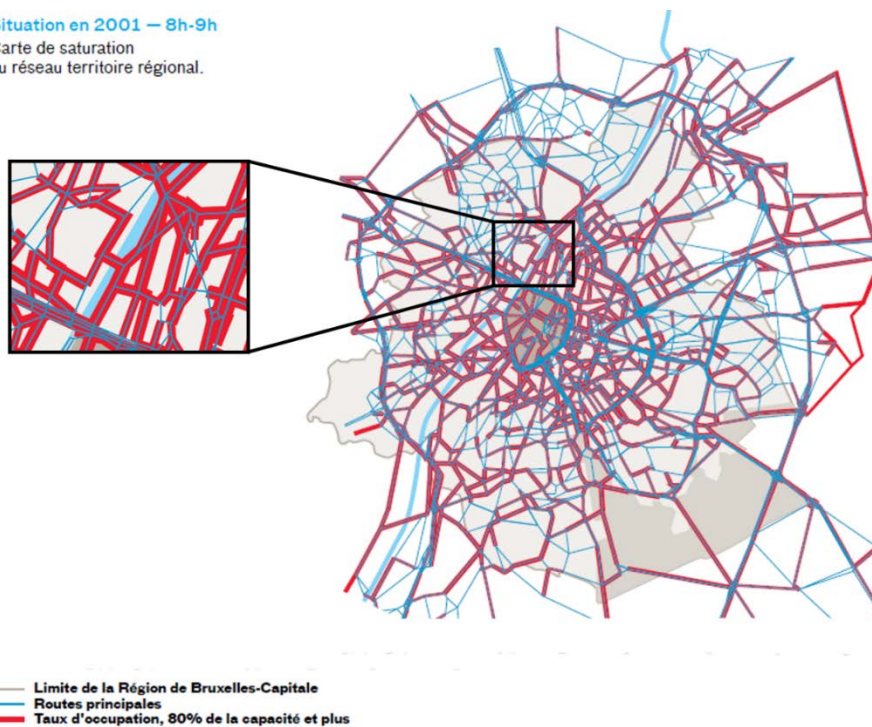 ituation en 2001 — 8h-9h
arte de saturation
u réseau territoire régional.
Limite de la Région de Bruxelles-Capitale
Routes principales
Taux d'occupation, 80% de la capacité et plus